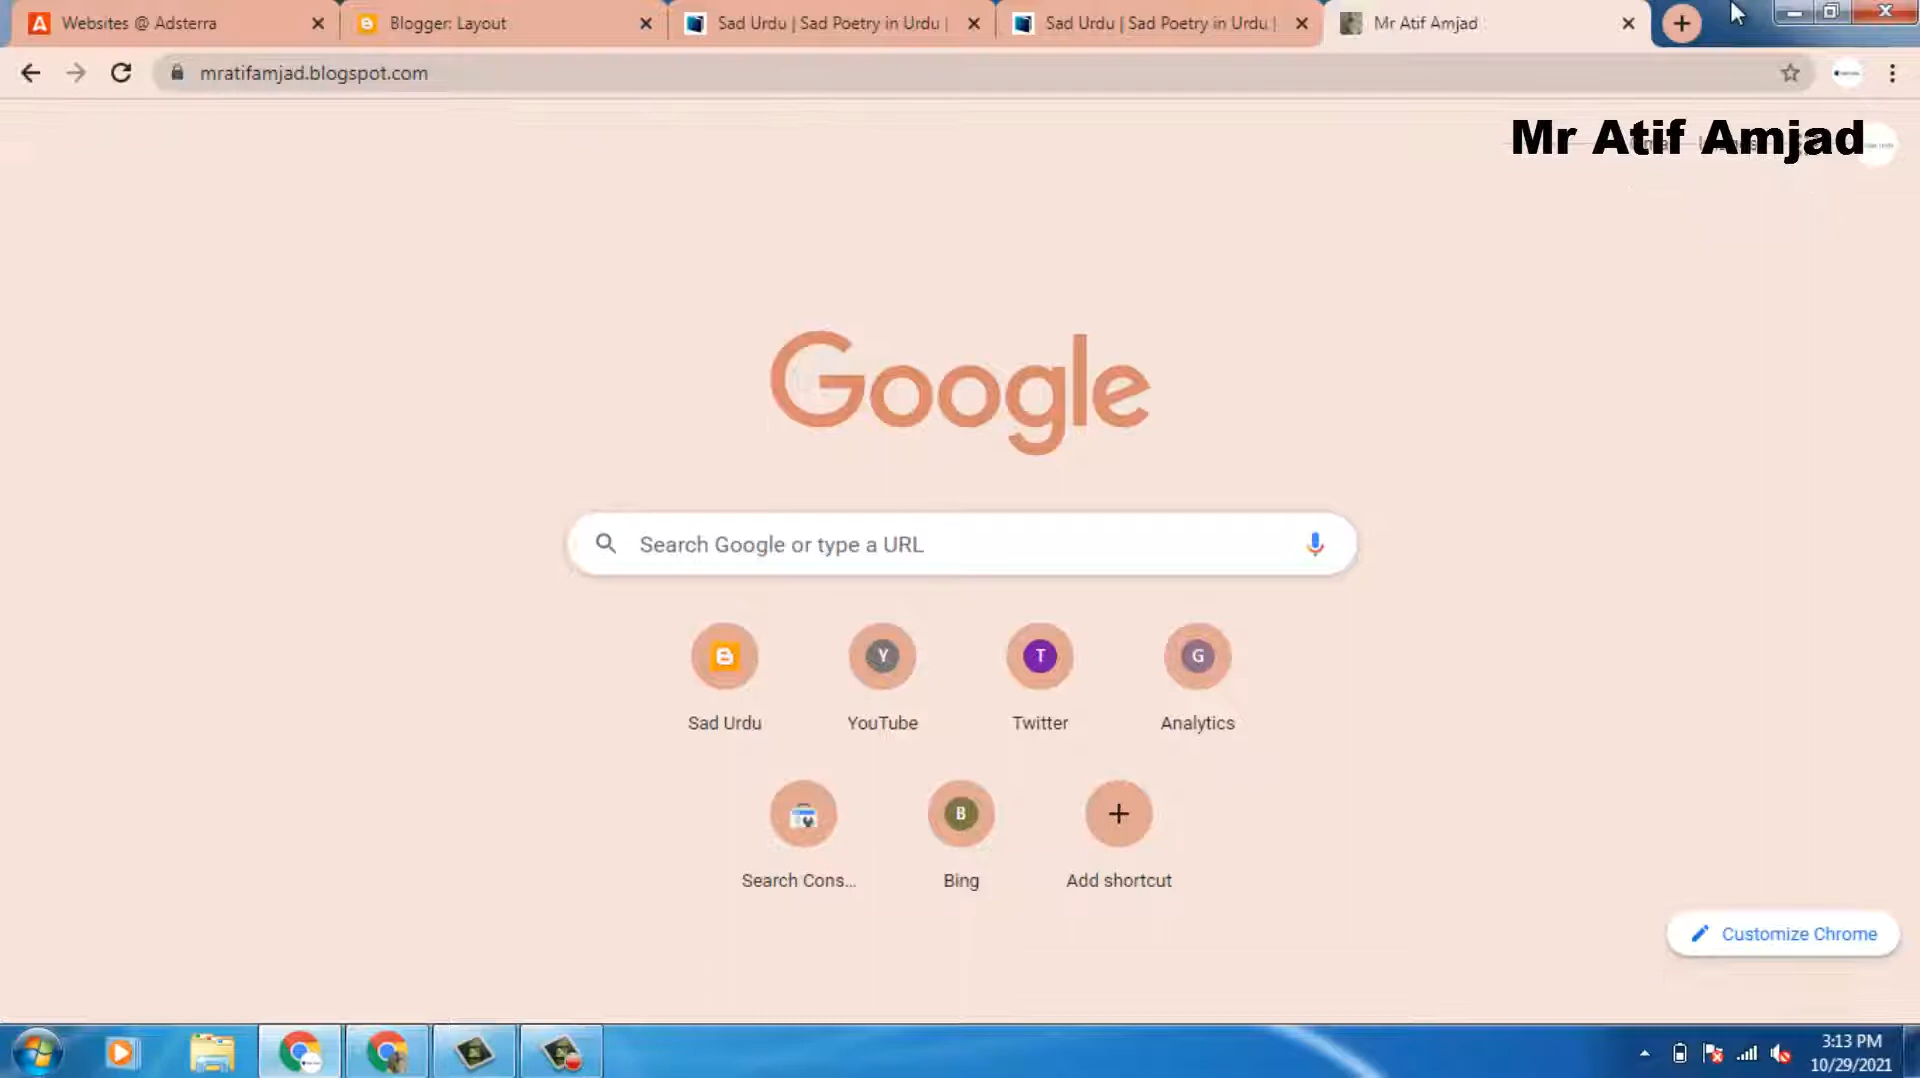 Websites @ Adsterra
Blogger: Layout
Sad Urdu | Sad Poetry in Urdu |
Sad Urdu | Sad Poetry in Urdu |
Mr Atif Amjad
mratifamjad.blogspot.com
Mr Atif Amjad
Google
Search Google or type a URL
Sad Urdu
YouTube
Twitter
Analytics
Search Cons...
Bing
Add shortcut
Customize Chrome
3:13 PM
10/29/2021